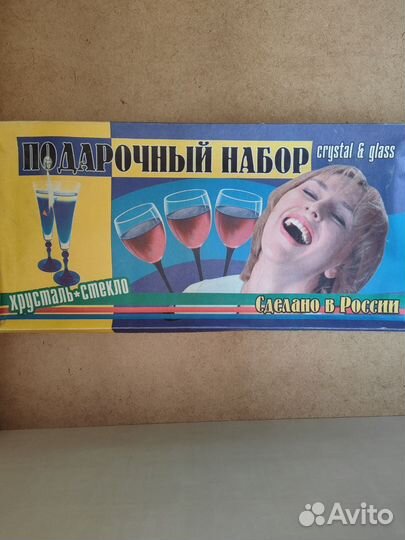 ПОДАРОЧНЫЙ НАБОР
crystal & glass
хрусталь*стекло
Сделано в России
Avito